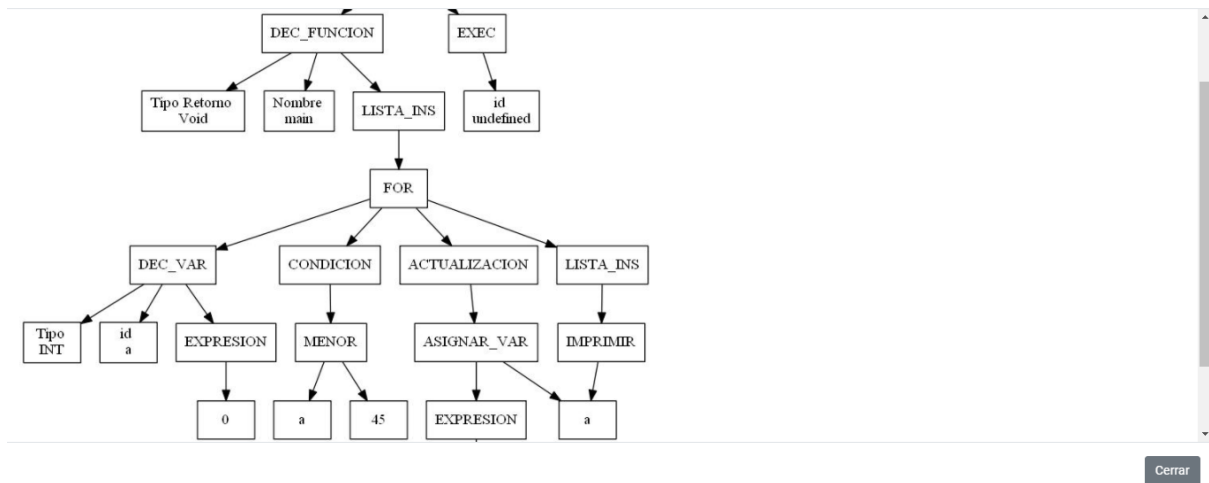 DEC_FUNCION
EXEC
Tipo Retorno
Void
Nombre
main
LISTA_INS
id
undefined
FOR
DEC_VAR
CONDICION
ACTUALIZACION
LISTA_INS
Tipo
INT
id
a
EXPRESION
MENOR
ASIGNAR_VAR
IMPRIMIR
0
a
45
EXPRESION
a
Cerrar